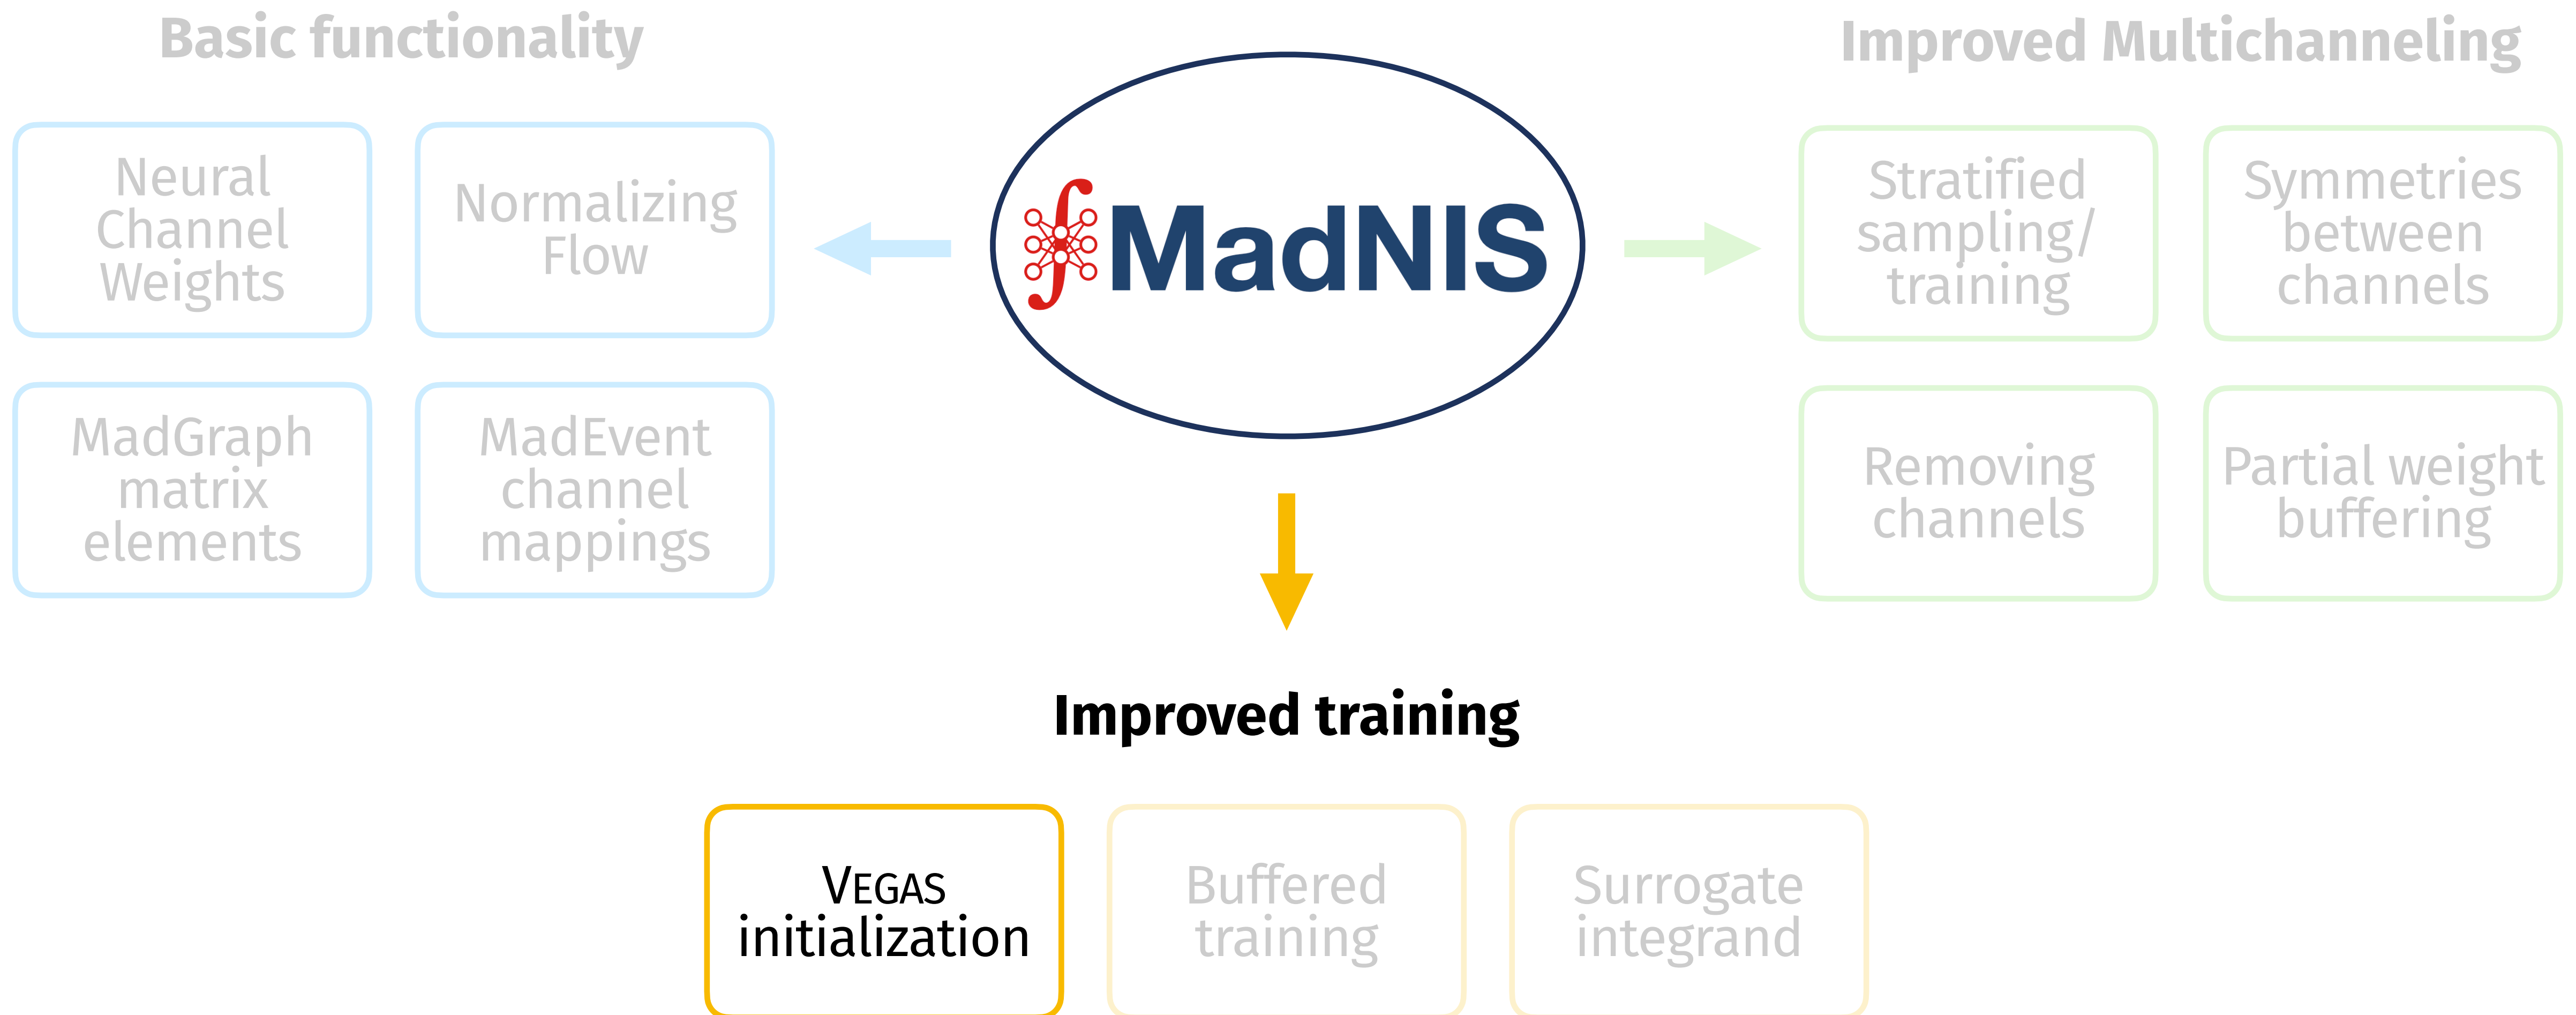 Basic functionality
Neural
Channel
Weights
Normalizing
Flow
MadGraph
matrix
elements
MadEvent
channel
mappings
MadNIS
Improved Multichanneling
Stratified
sampling/
training
Symmetries
between
channels
Removing
channels
Partial weight
buffering
Improved training
VEGAS
initialization
Buffered
training
Surrogate
integrand